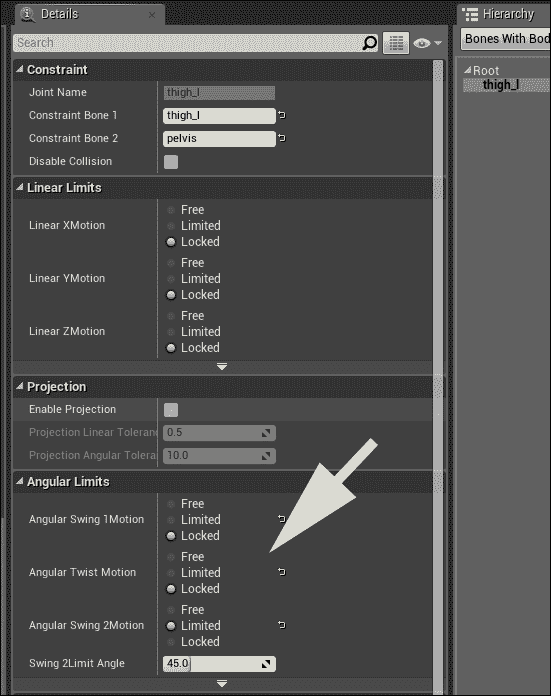 Details
Search
Constraint
Joint Name thigh_l
Constraint Bone 1 thigh_l
Constraint Bone 2 pelvis
Disable Collision
Linear Limits
Linear XMotion
Free
Limited
Locked
Linear YMotion
Free
Limited
Locked
Linear ZMotion
Free
Limited
Locked
Projection
Enable Projection
Projection Linear Toleran 0.5
Projection Angular Tolera 10.0
Angular Limits
Angular Swing 1Motion
Free
Limited
Locked
Angular Twist Motion
Free
Limited
Locked
Angular Swing 2Motion
Free
Limited
Locked
Swing 2Limit Angle 45.0
Hierarchy
Bones With Bod
Root
thigh_l